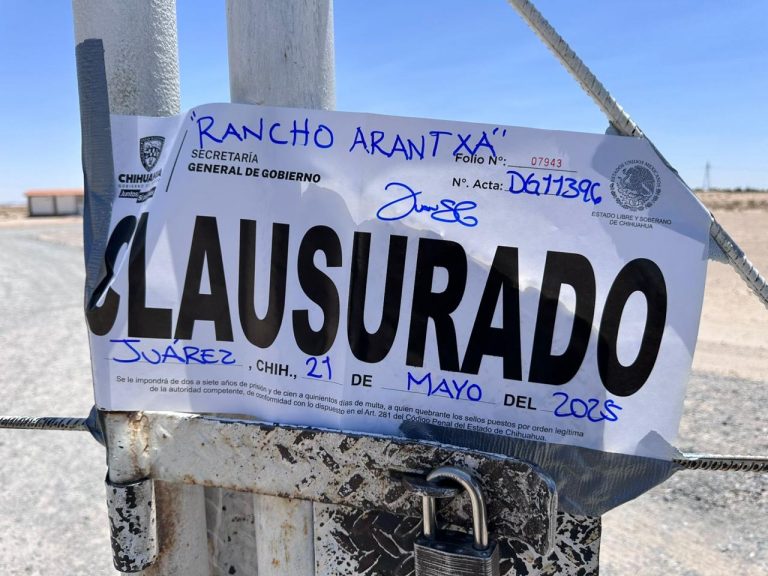 "RANCHO ARANTXA"
CHIHUAHUA
SECRETARÍA
GENERAL DE GOBIERNO
Folio N°: 07943
N°. Acta: DG11396
ESTADOS UNIDOS MEXICANOS
ESTADO LIBRE Y SOBERANO
DE CHIHUAHUA
CLAUSURADO
JUÁREZ, CHIH., 21 DE MAYO DEL 2025
Se le impondrá de dos a siete años de prisión y de cien a quinientos días de multa, a quien quebrante los sellos puestos por orden legítima
de la autoridad competente, de conformidad con lo dispuesto en el Art. 281 del Código Penal del Estado de Chihuahua.